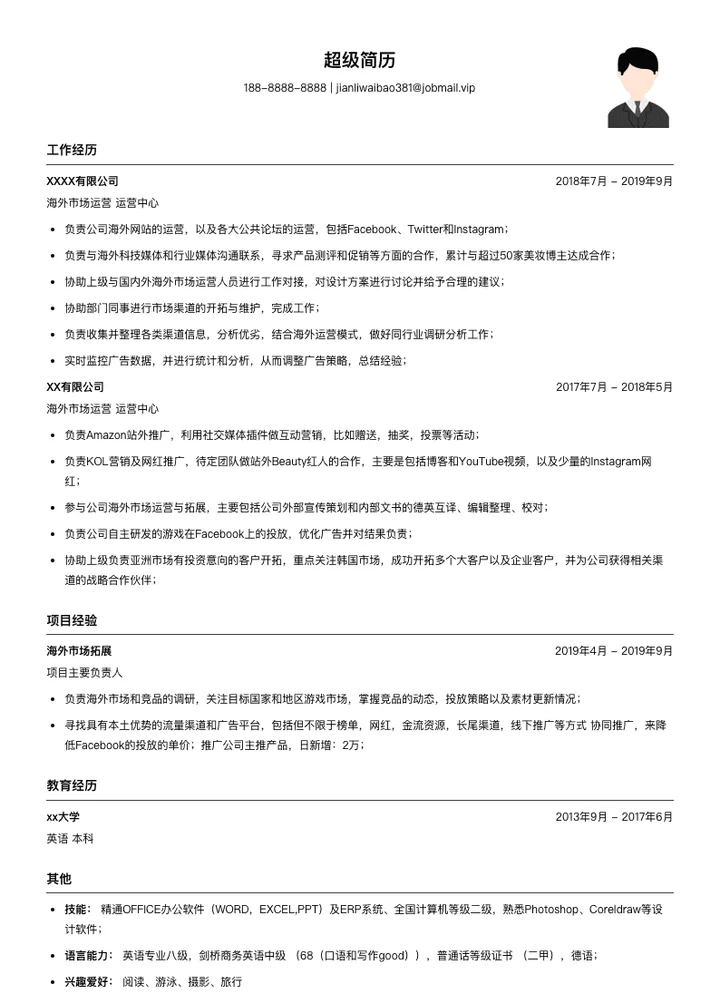 超级简历
188-8888-8888 | jianliwaibao381@jobmail.vip
工作经历
XXXX有限公司 2018年7月 – 2019年9月
海外市场运营 运营中心
• 负责公司海外网站的运营，以及各大公共论坛的运营，包括Facebook、Twitter和Instagram；
• 负责与海外科技媒体和行业媒体沟通联系，寻求产品测评和促销等方面的合作，累计与超过50家美妆博主达成合作；
• 协助上级与国内外海外市场运营人员进行工作对接，对设计方案进行讨论并给予合理的建议；
• 协助部门同事进行市场渠道的开拓与维护，完成工作；
• 负责收集并整理各类渠道信息，分析优劣，结合海外运营模式，做好同行业调研分析工作；
• 实时监控广告数据，并进行统计和分析，从而调整广告策略，总结经验；
XX有限公司 2017年7月 – 2018年5月
海外市场运营 运营中心
• 负责Amazon站外推广，利用社交媒体插件做互动营销，比如赠送，抽奖，投票等活动；
• 负责KOL营销及网红推广，待定团队做站外Beauty红人的合作，主要是包括博客和YouTube视频，以及少量的Instagram网
红；
• 参与公司海外市场运营与拓展，主要包括公司外部宣传策划和内部文书的德英互译、编辑整理、校对；
• 负责公司自主研发的游戏在Facebook上的投放，优化广告并对结果负责；
• 协助上级负责亚洲市场有投资意向的客户开拓，重点关注韩国市场，成功开拓多个大客户以及企业客户，并为公司获得相关渠
道的战略合作伙伴；
项目经验
海外市场拓展 2019年4月 – 2019年9月
项目主要负责人
• 负责海外市场和竞品的调研，关注目标国家和地区游戏市场，掌握竞品的动态，投放策略以及素材更新情况；
• 寻找具有本土优势的流量渠道和广告平台，包括但不限于榜单，网红，金流资源，长尾渠道，线下推广等方式 协同推广，来降
低Facebook的投放的单价；推广公司主推产品，日新增：2万；
教育经历
xx大学 2013年9月 – 2017年6月
英语 本科
其他
• 技能： 精通OFFICE办公软件（WORD，EXCEL,PPT）及ERP系统、全国计算机等级二级，熟悉Photoshop、Coreldraw等设
计软件；
• 语言能力： 英语专业八级，剑桥商务英语中级 （68（口语和写作good）），普通话等级证书 （二甲），德语；
• 兴趣爱好： 阅读、游泳、摄影、旅行